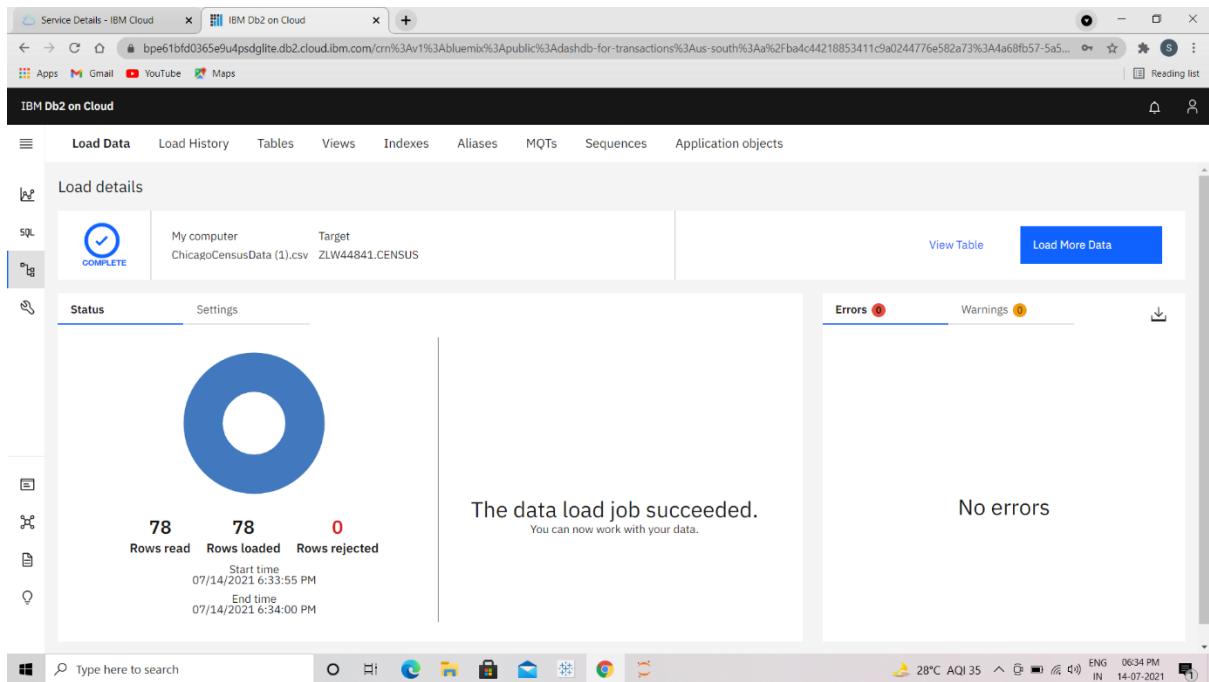 Service Details - IBM Cloud
IBM Db2 on Cloud
bpe61bfd0365e9u4psdglite.db2.cloud.ibm.com/crn%3Av1%3Abluemix%3Apublic%3Adashdb-for-transactions%3Aus-south%3Aa%2Fba4c44218853411c9a0244776e582a73%3A4a68fb57-5a5...
Apps Gmail YouTube Maps Reading list
IBM Db2 on Cloud
Load Data Load History Tables Views Indexes Aliases MQTs Sequences Application objects
Load details
SQL
COMPLETE
My computer Target
ChicagoCensusData (1).csv ZLW44841.CENSUS
View Table
Load More Data
Status Settings
Errors 0 Warnings 0
78 78 0
Rows read Rows loaded Rows rejected
Start time
07/14/2021 6:33:55 PM
End time
07/14/2021 6:34:00 PM
The data load job succeeded.
You can now work with your data.
No errors
Type here to search
28°C AQI 35
ENG
IN
06:34 PM
14-07-2021
S
1